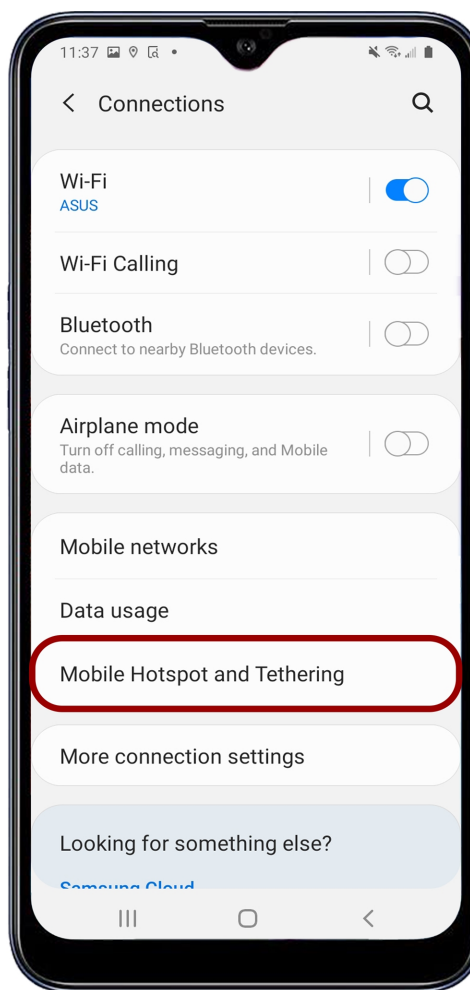 11:37
Connections
Wi-Fi
ASUS
Wi-Fi Calling
Bluetooth
Connect to nearby Bluetooth devices.
Airplane mode
Turn off calling, messaging, and Mobile
data.
Mobile networks
Data usage
Mobile Hotspot and Tethering
More connection settings
Looking for something else?
Samsung Cloud